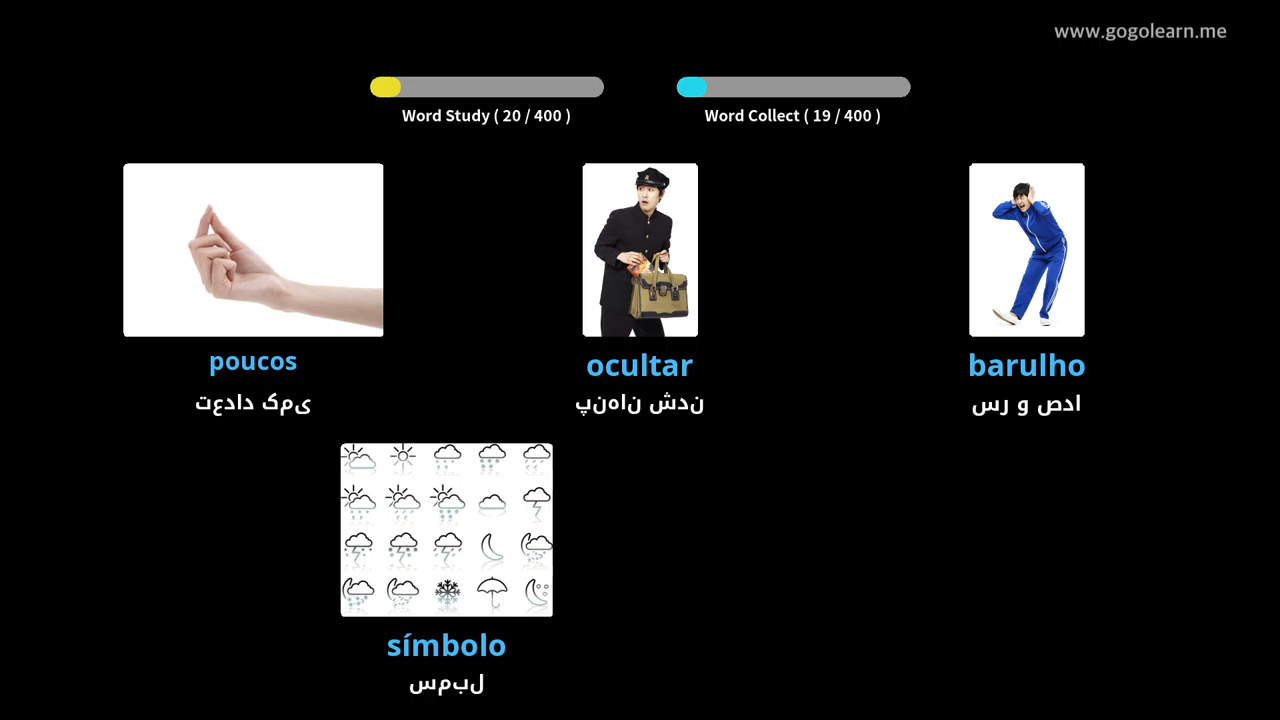 www.gogolearn.me
Word Study ( 20 / 400 )
Word Collect ( 19 / 400 )
poucos
تعداد کمی
ocultar
پنهان شدن
barulho
سر و صدا
símbolo
سمبل